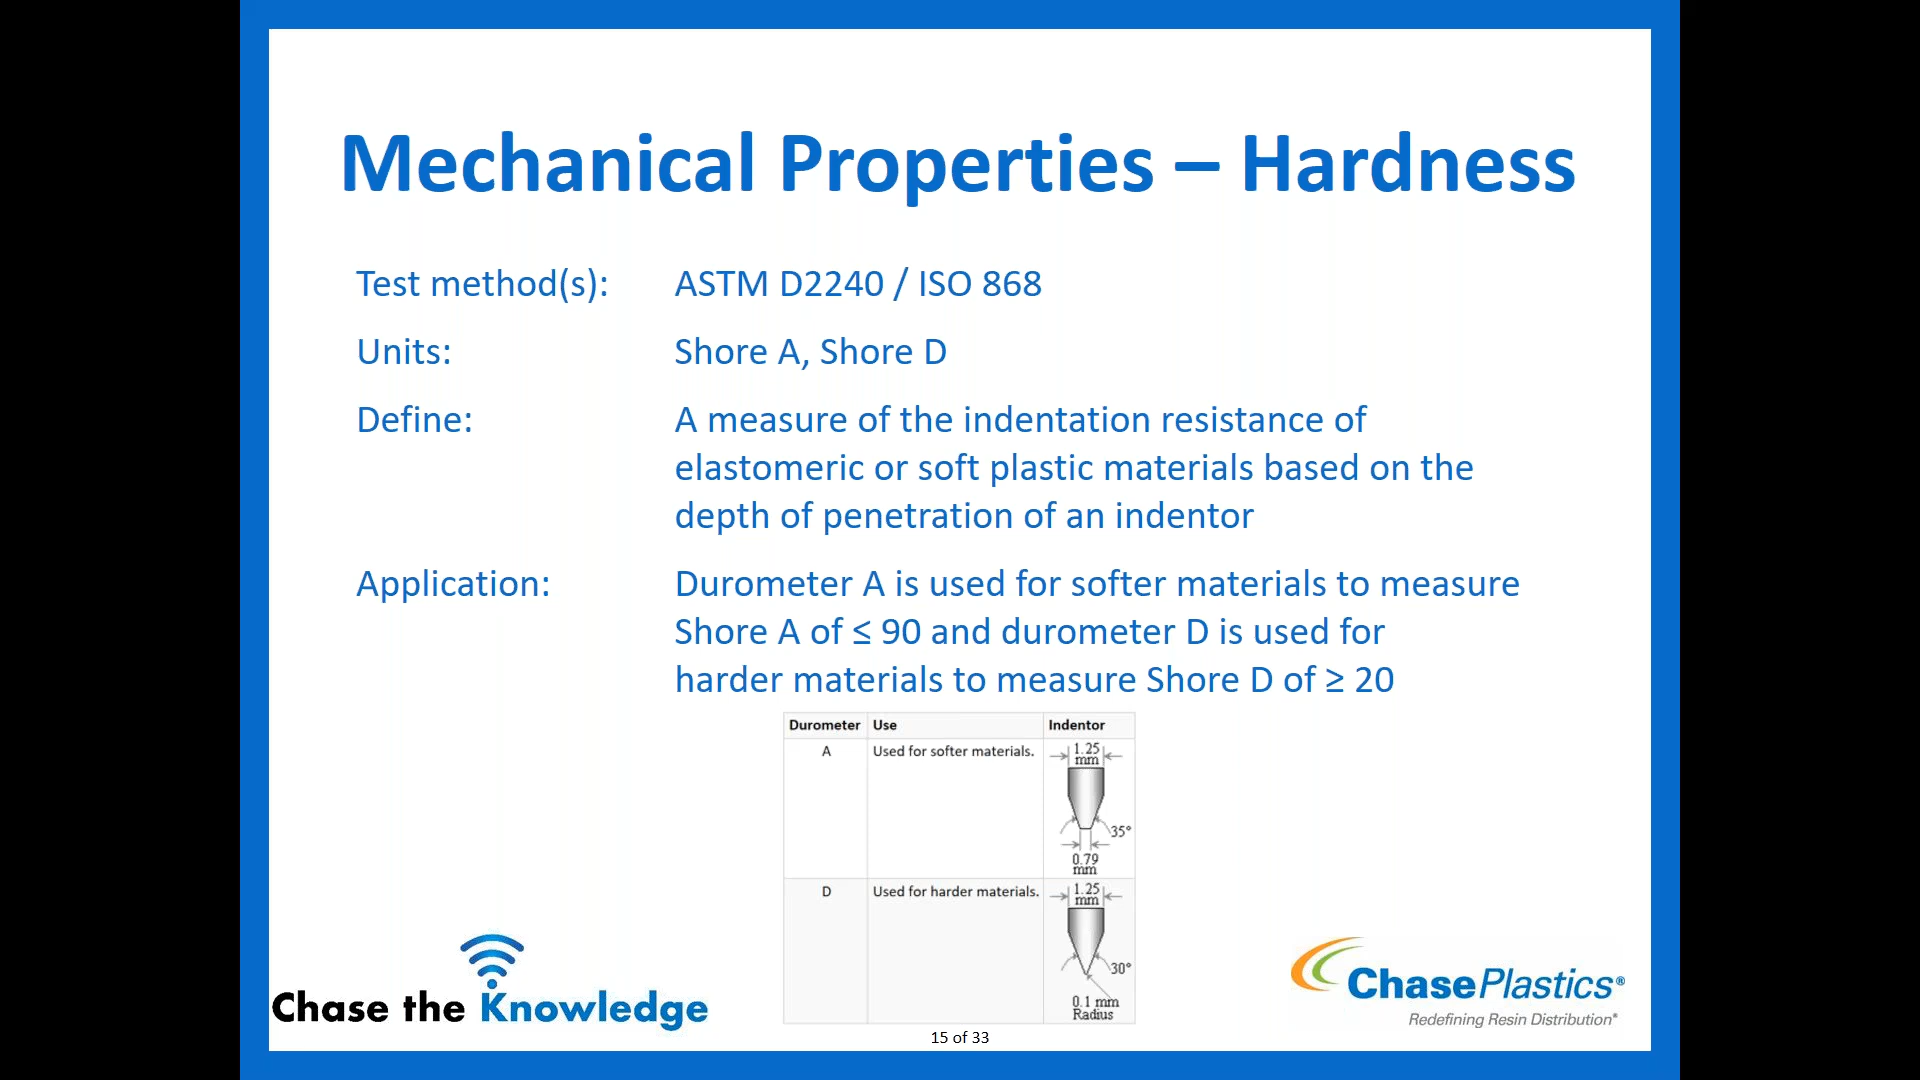 Mechanical Properties – Hardness
Test method(s): ASTM D2240 / ISO 868
Units: Shore A, Shore D
Define: A measure of the indentation resistance of
elastomeric or soft plastic materials based on the
depth of penetration of an indentor
Application: Durometer A is used for softer materials to measure
Shore A of ≤ 90 and durometer D is used for
harder materials to measure Shore D of ≥ 20
Durometer Use Indentor
A Used for softer materials. 1.25
mm
35°
0.79
mm
D Used for harder materials. 1.25
mm
30°
0.1 mm
Radius
Chase the Knowledge
ChasePlastics®
Redefining Resin Distribution®
15 of 33